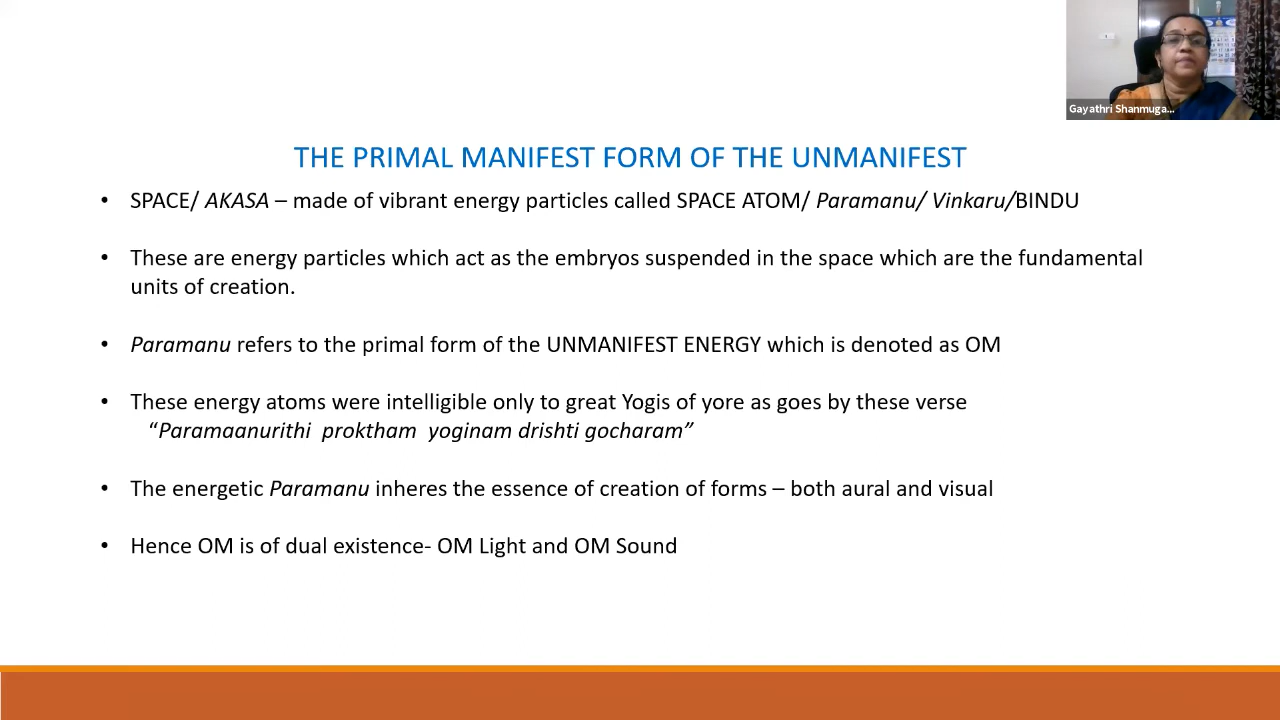 Gayathri Shanmuga...
THE PRIMAL MANIFEST FORM OF THE UNMANIFEST
• SPACE/ AKASA – made of vibrant energy particles called SPACE ATOM/ Paramanu/ Vinkaru/BINDU
• These are energy particles which act as the embryos suspended in the space which are the fundamental
units of creation.
• Paramanu refers to the primal form of the UNMANIFEST ENERGY which is denoted as OM
• These energy atoms were intelligible only to great Yogis of yore as goes by these verse
“Paramaanurithi proktham yoginam drishti gocharam”
• The energetic Paramanu inheres the essence of creation of forms – both aural and visual
• Hence OM is of dual existence- OM Light and OM Sound